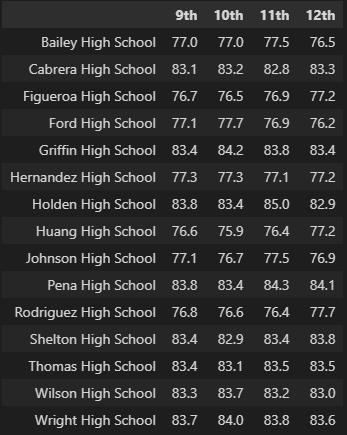 9th 10th 11th 12th
Bailey High School 77.0 77.0 77.5 76.5
Cabrera High School 83.1 83.2 82.8 83.3
Figueroa High School 76.7 76.5 76.9 77.2
Ford High School 77.1 77.7 76.9 76.2
Griffin High School 83.4 84.2 83.8 83.4
Hernandez High School 77.3 77.3 77.1 77.2
Holden High School 83.8 83.4 85.0 82.9
Huang High School 76.6 75.9 76.4 77.2
Johnson High School 77.1 76.7 77.5 76.9
Pena High School 83.8 83.4 84.3 84.1
Rodriguez High School 76.8 76.6 76.4 77.7
Shelton High School 83.4 82.9 83.4 83.8
Thomas High School 83.4 83.1 83.5 83.5
Wilson High School 83.3 83.7 83.2 83.0
Wright High School 83.7 84.0 83.8 83.6